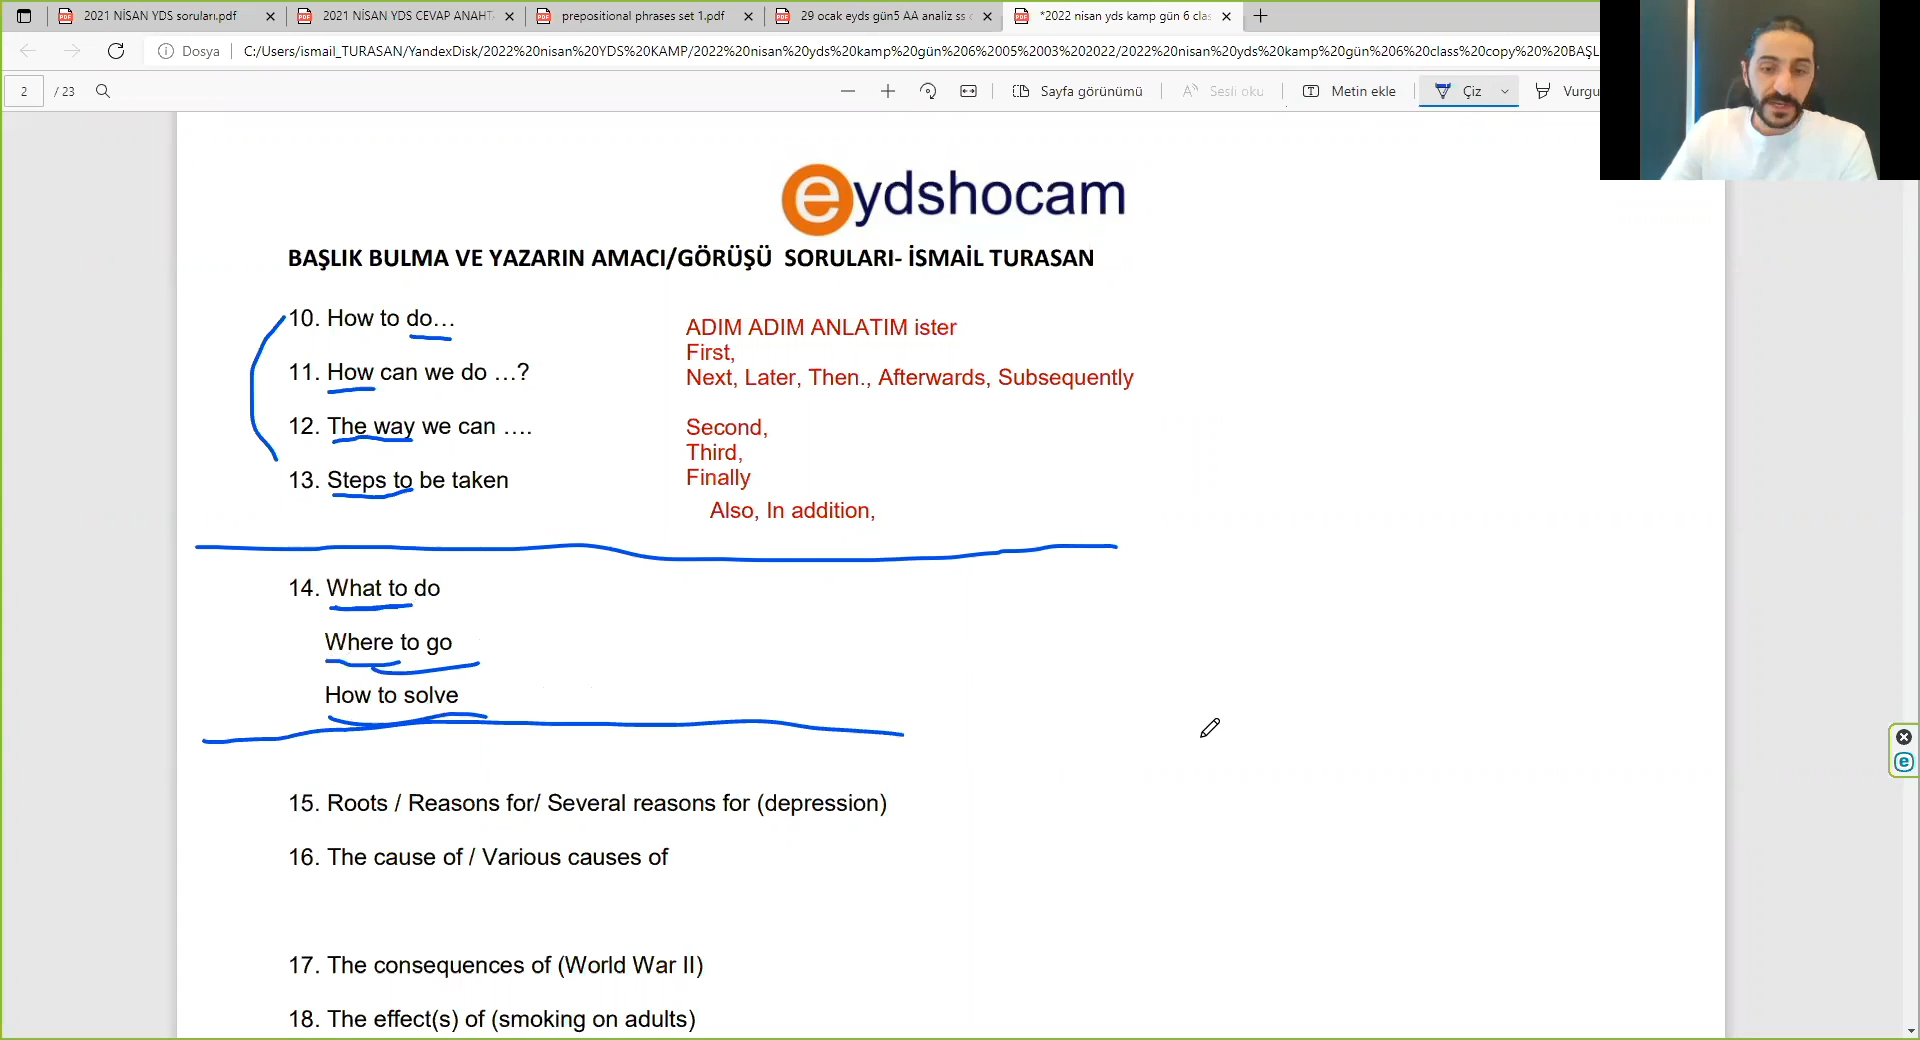 2021 NİSAN YDS soruları.pdf
2021 NİSAN YDS CEVAP ANAHT
prepositional phrases set 1.pdf
29 ocak eyds gün5 AA analiz ss
*2022 nisan yds kamp gün 6 clas
Dosya
C:/Users/ismail_TURASAN/YandexDisk/2022%20nisan%20YDS%20KAMP/2022%20nisan%20yds%20kamp%20gün%206%2005%2003%202022/2022%20nisan%20yds%20kamp%20gün%206%20class%20copy%20%20BAŞL
2 / 23
Sayfa görünümü
Sesli oku
Metin ekle
Çiz
Vurgu
eydshocam
BAŞLIK BULMA VE YAZARIN AMACI/GÖRÜŞÜ SORULARI- İSMAİL TURASAN
10. How to do…
11. How can we do …?
12. The way we can ….
13. Steps to be taken
ADIM ADIM ANLATIM ister
First,
Next, Later, Then., Afterwards, Subsequently
Second,
Third,
Finally
Also, In addition,
14. What to do
Where to go
How to solve
15. Roots / Reasons for/ Several reasons for (depression)
16. The cause of / Various causes of
17. The consequences of (World War II)
18. The effect(s) of (smoking on adults)